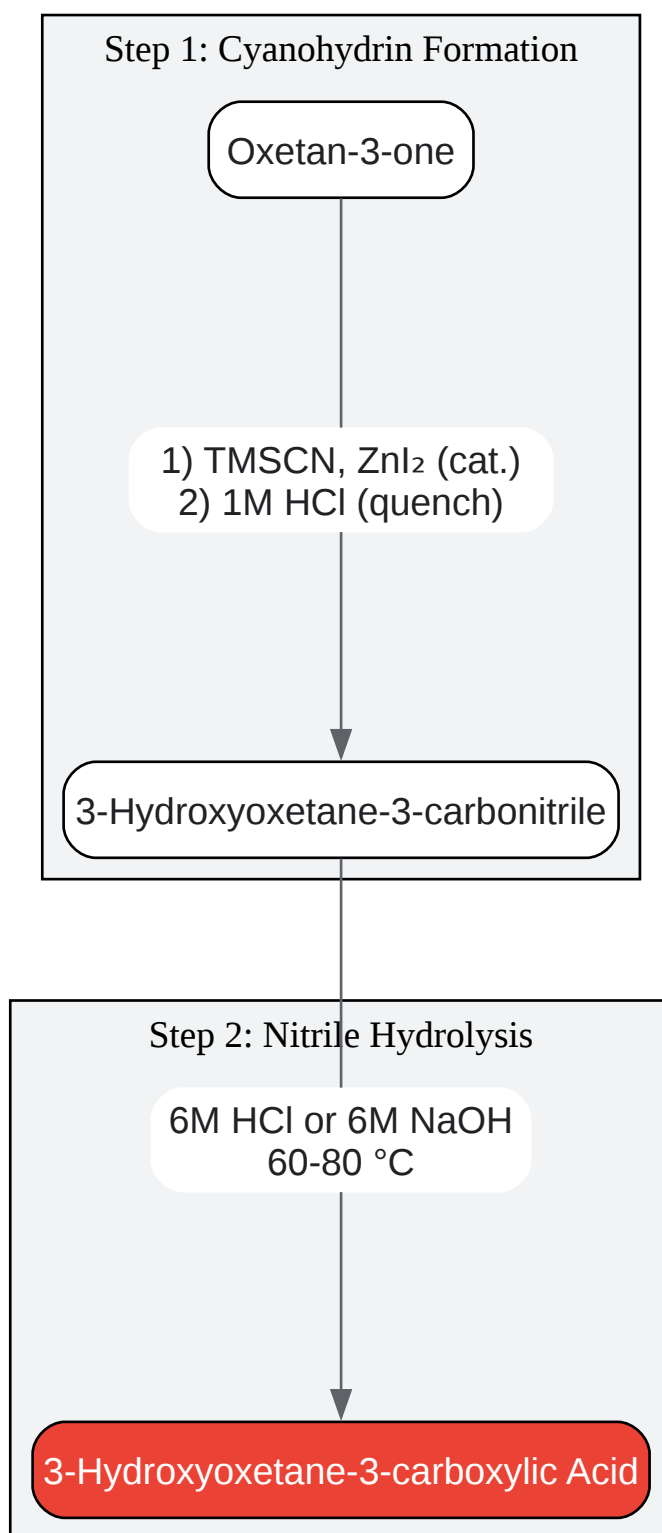 Step 1: Cyanohydrin Formation
Oxetan-3-one
1) TMSCN, ZnI₂ (cat.)
2) 1M HCl (quench)
3-Hydroxyoxetane-3-carbonitrile
Step 2: Nitrile Hydrolysis
6M HCl or 6M NaOH
60-80 °C
3-Hydroxyoxetane-3-carboxylic Acid